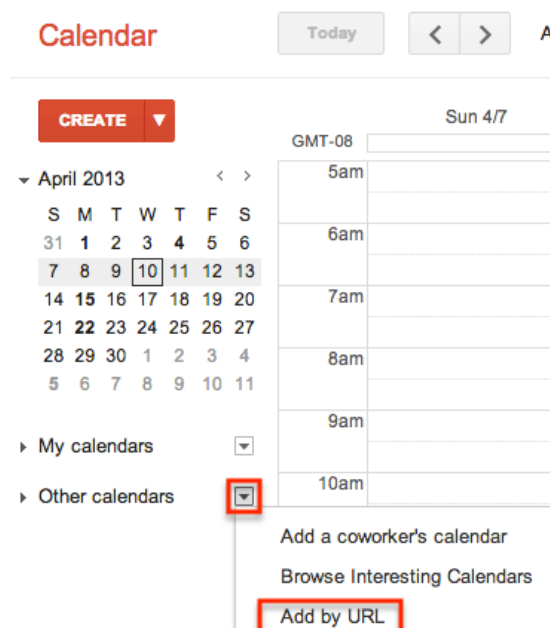 Calendar
Today
CREATE
Sun 4/7
GMT-08
April 2013
S M T W T F S
31 1 2 3 4 5 6
7 8 9 10 11 12 13
14 15 16 17 18 19 20
21 22 23 24 25 26 27
28 29 30 1 2 3 4
5 6 7 8 9 10 11
5am
6am
7am
8am
9am
10am
My calendars
Other calendars
Add a coworker's calendar
Browse Interesting Calendars
Add by URL